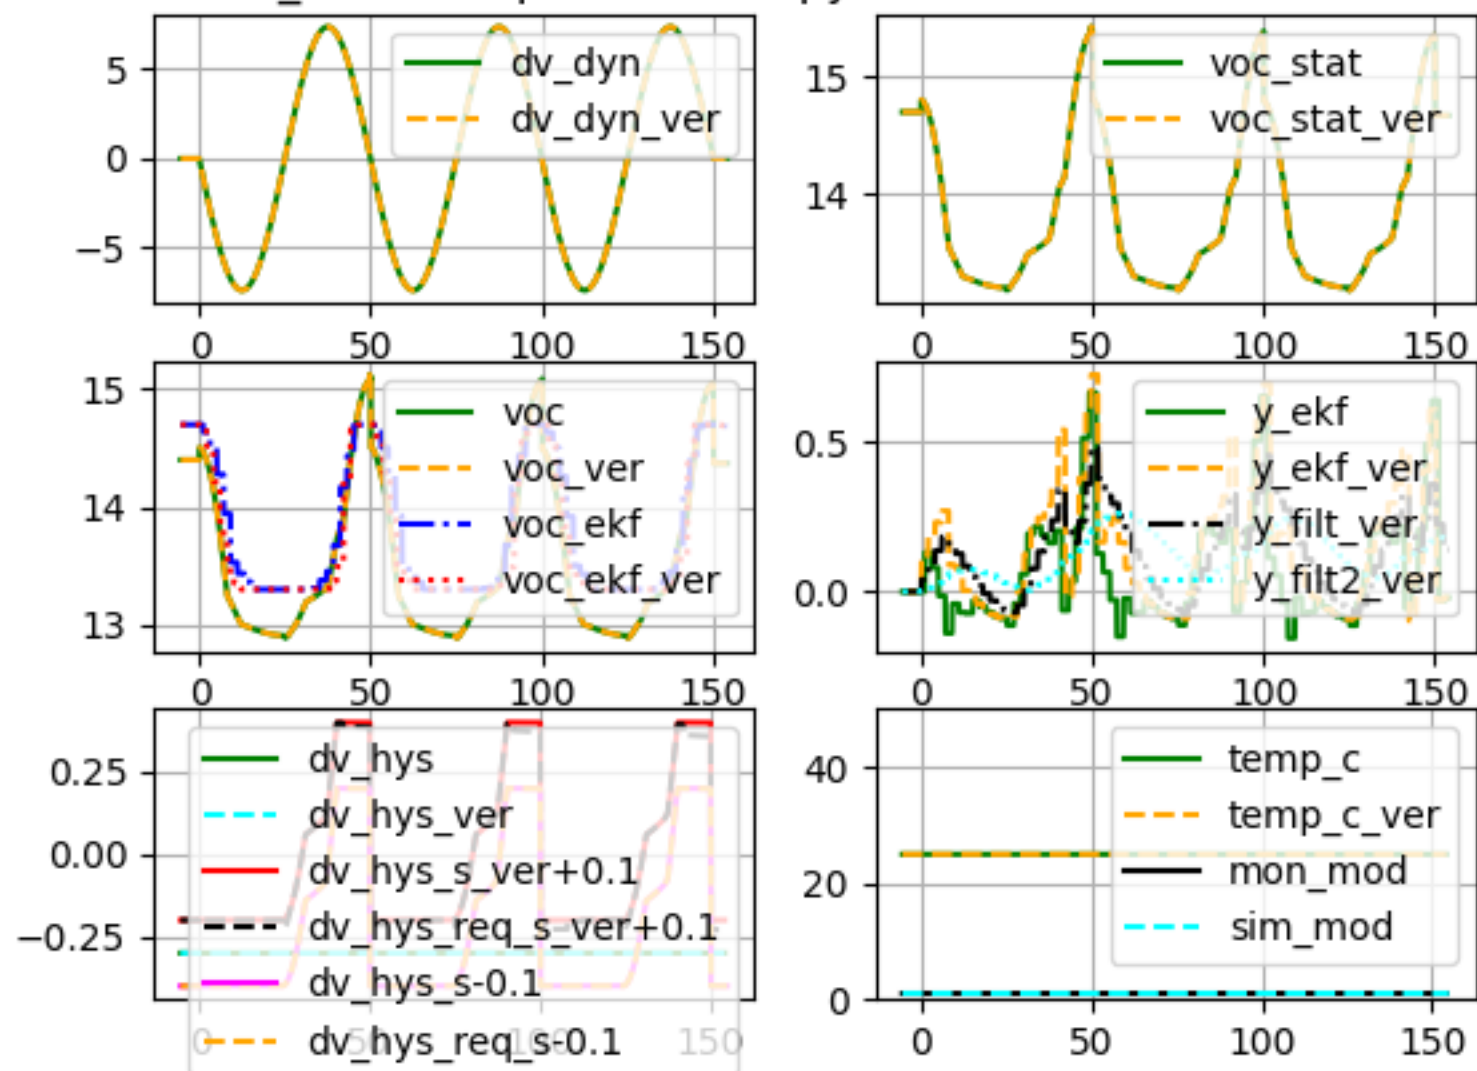 5
0
−5
0
50
100
150
dv_dyn
dv_dyn_ver
15
14
0
50
100
150
voc_stat
voc_stat_ver
15
14
13
0
50
100
150
voc
voc_ver
voc_ekf
voc_ekf_ver
0.5
0.0
0
50
100
150
y_ekf
y_ekf_ver
y_filt_ver
y_filt2_ver
0.25
0.00
−0.25
0
50
100
150
dv_hys
dv_hys_ver
dv_hys_s_ver+0.1
dv_hys_req_s_ver+0.1
dv_hys_s-0.1
dv_hys_req_s-0.1
40
20
0
0
50
100
150
temp_c
temp_c_ver
mon_mod
sim_mod